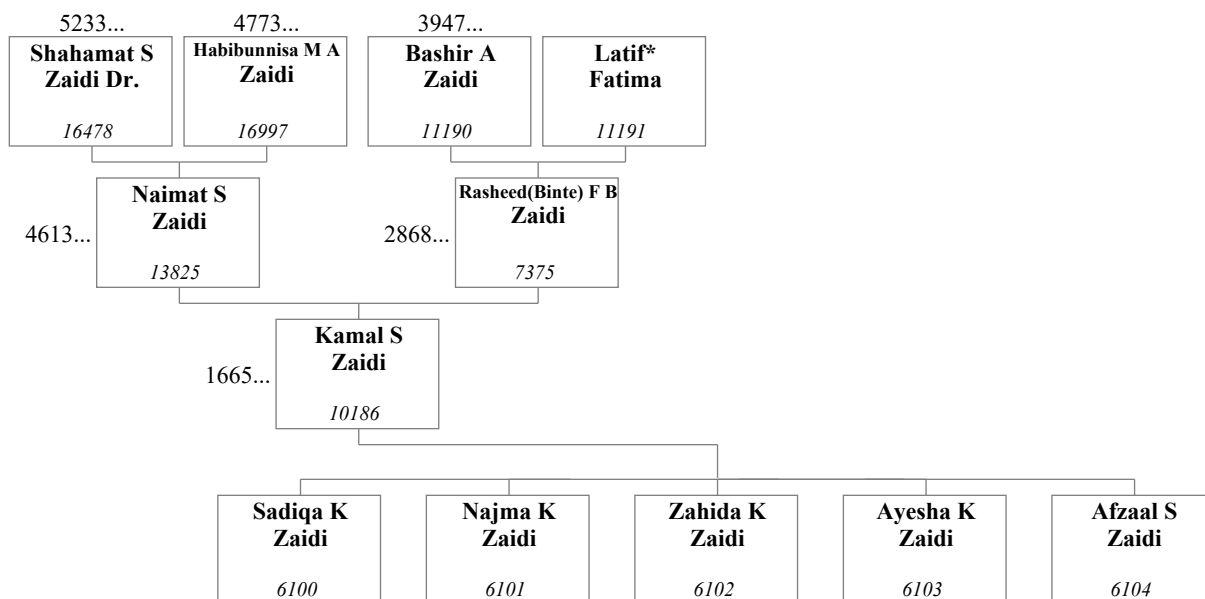 5233...
4773...
3947...
Shahamat S
Zaidi Dr.
16478
Habibunnisa M A
Zaidi
16997
Bashir A
Zaidi
11190
Latif*
Fatima
11191
4613...
Naimat S
Zaidi
13825
2868...
Rasheed(Binte) F B
Zaidi
7375
1665...
Kamal S
Zaidi
10186
Sadiqa K
Zaidi
6100
Najma K
Zaidi
6101
Zahida K
Zaidi
6102
Ayesha K
Zaidi
6103
Afzaal S
Zaidi
6104